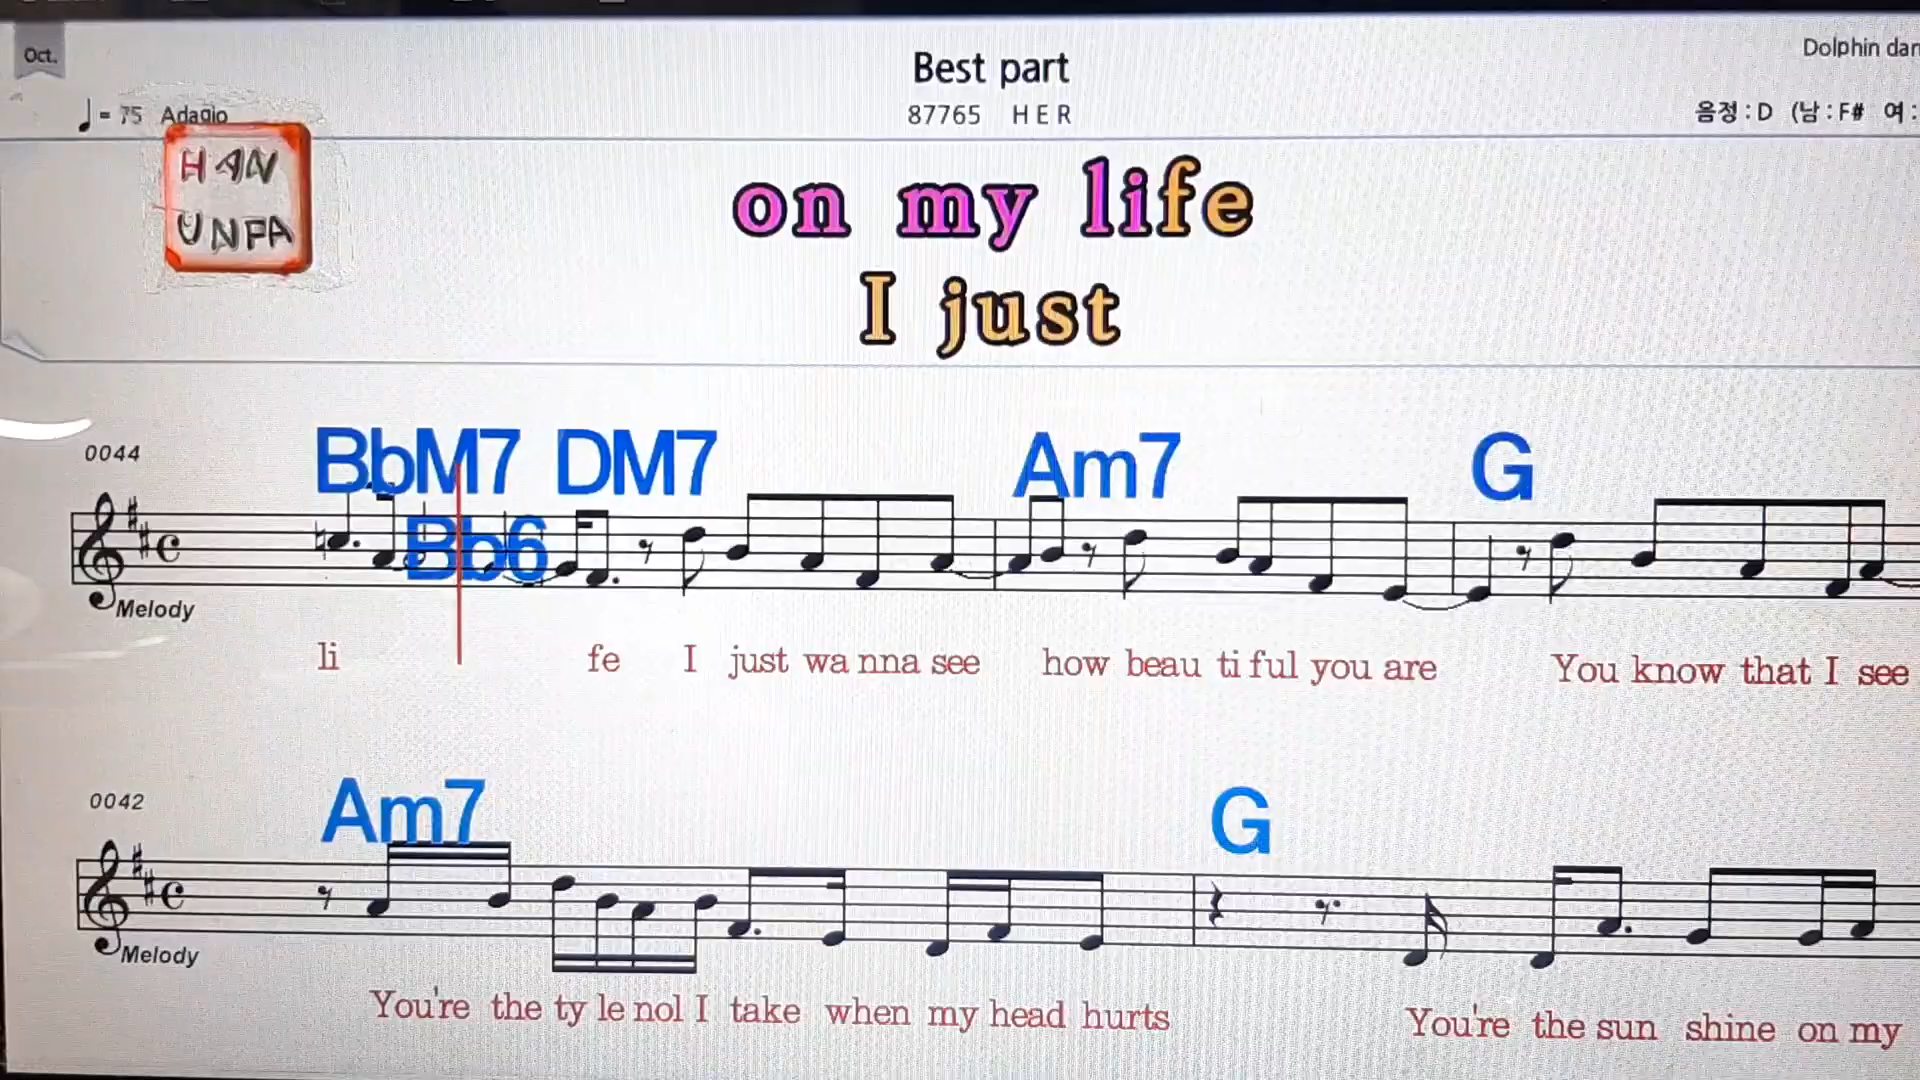 Oct.
Best part
Dolphin dan
♩= 75 Adagio
87765 H E R
음정 : D (남 : F# 여 :
HAN
UNPA
on my life
I just
0044
BbM7 DM7 Am7 G
Bb6
Melody
li fe I just wa nna see how beau ti ful you are You know that I see
0042
Am7 G
Melody
You're the ty le nol I take when my head hurts You're the sun shine on my